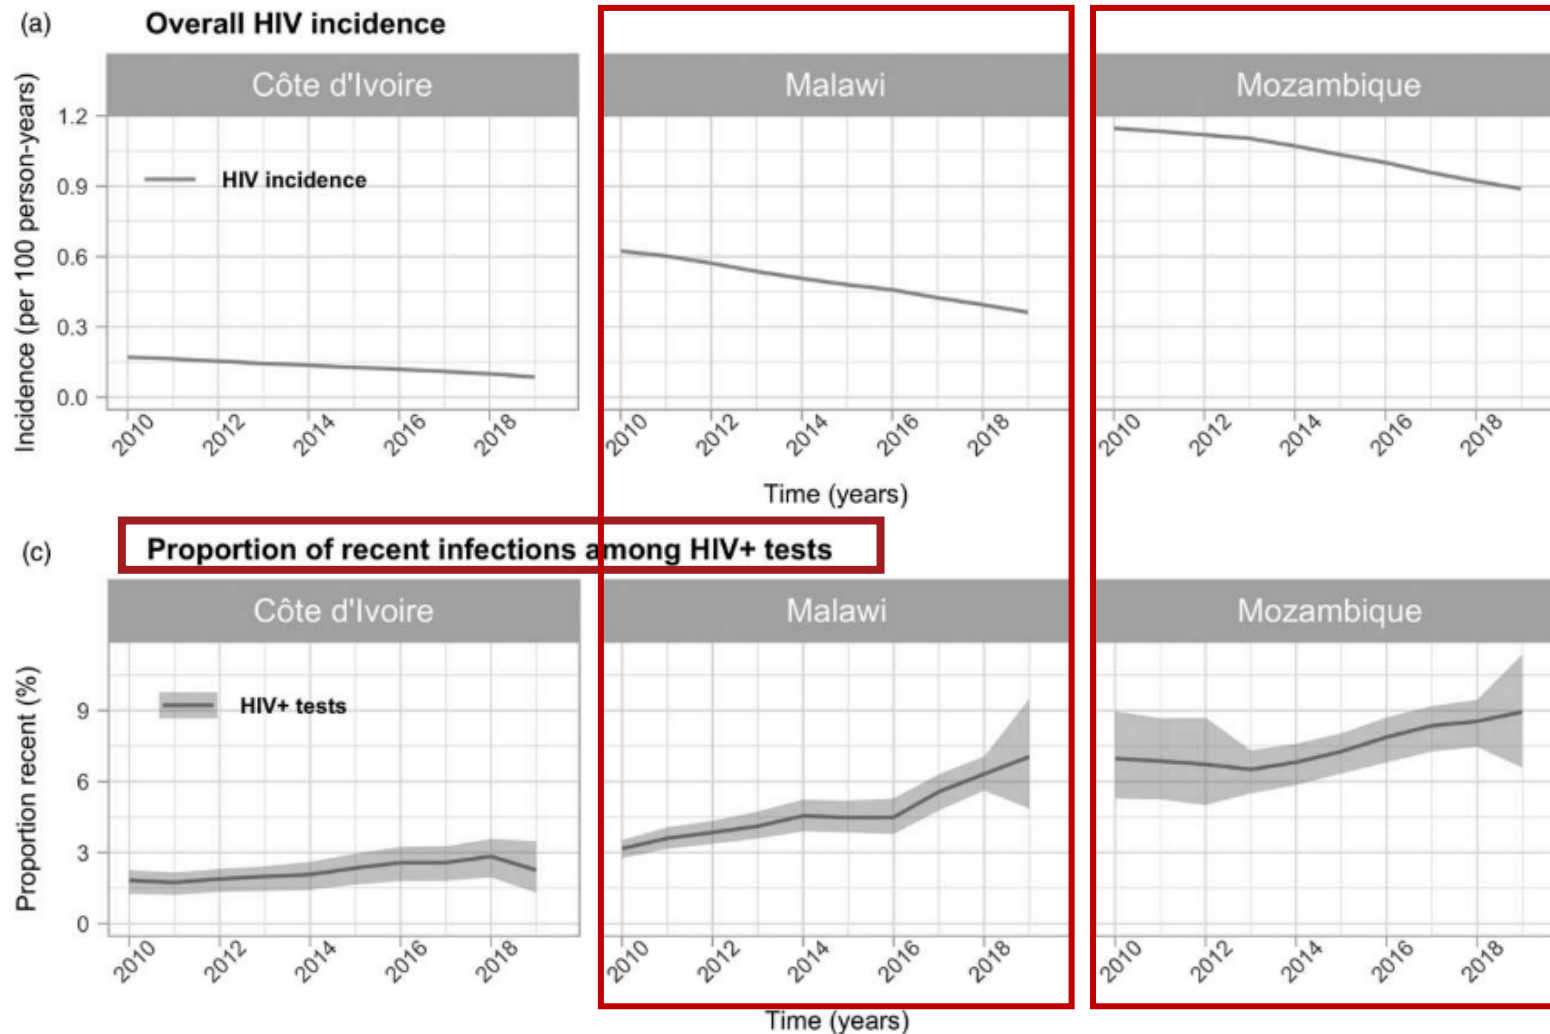 (a) Overall HIV incidence
Côte d'Ivoire Malawi Mozambique
Incidence (per 100 person-years)
1.2
0.9
0.6
0.3
0.0
HIV incidence
2010 2012 2014 2016 2018 2010 2012 2014 2016 2018 2010 2012 2014 2016 2018
Time (years)
(c) Proportion of recent infections among HIV+ tests
Côte d'Ivoire Malawi Mozambique
Proportion recent (%)
9
6
3
0
HIV+ tests
2010 2012 2014 2016 2018 2010 2012 2014 2016 2018 2010 2012 2014 2016 2018
Time (years)